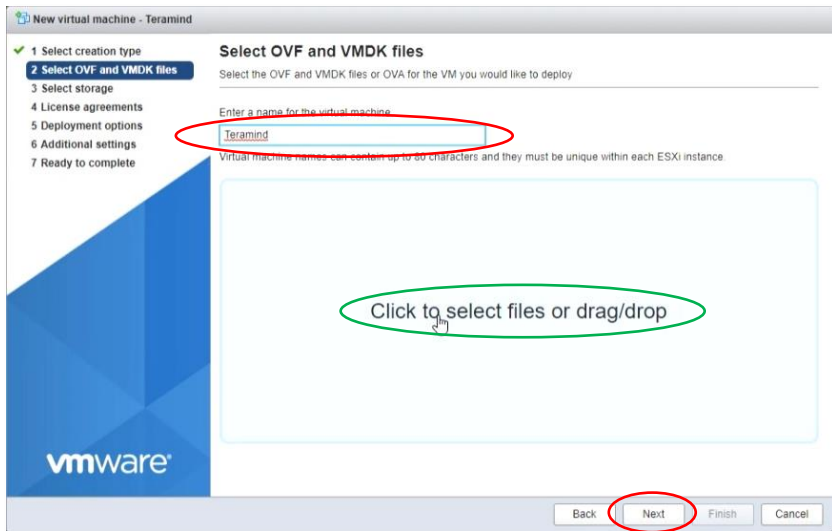 New virtual machine - Teramind
1 Select creation type
2 Select OVF and VMDK files
3 Select storage
4 License agreements
5 Deployment options
6 Additional settings
7 Ready to complete
Select OVF and VMDK files
Select the OVF and VMDK files or OVA for the VM you would like to deploy
Enter a name for the virtual machine.
Teramind
Virtual machine names can contain up to 80 characters and they must be unique within each ESXi instance.
Click to select files or drag/drop
vmware®
Back
Next
Finish
Cancel